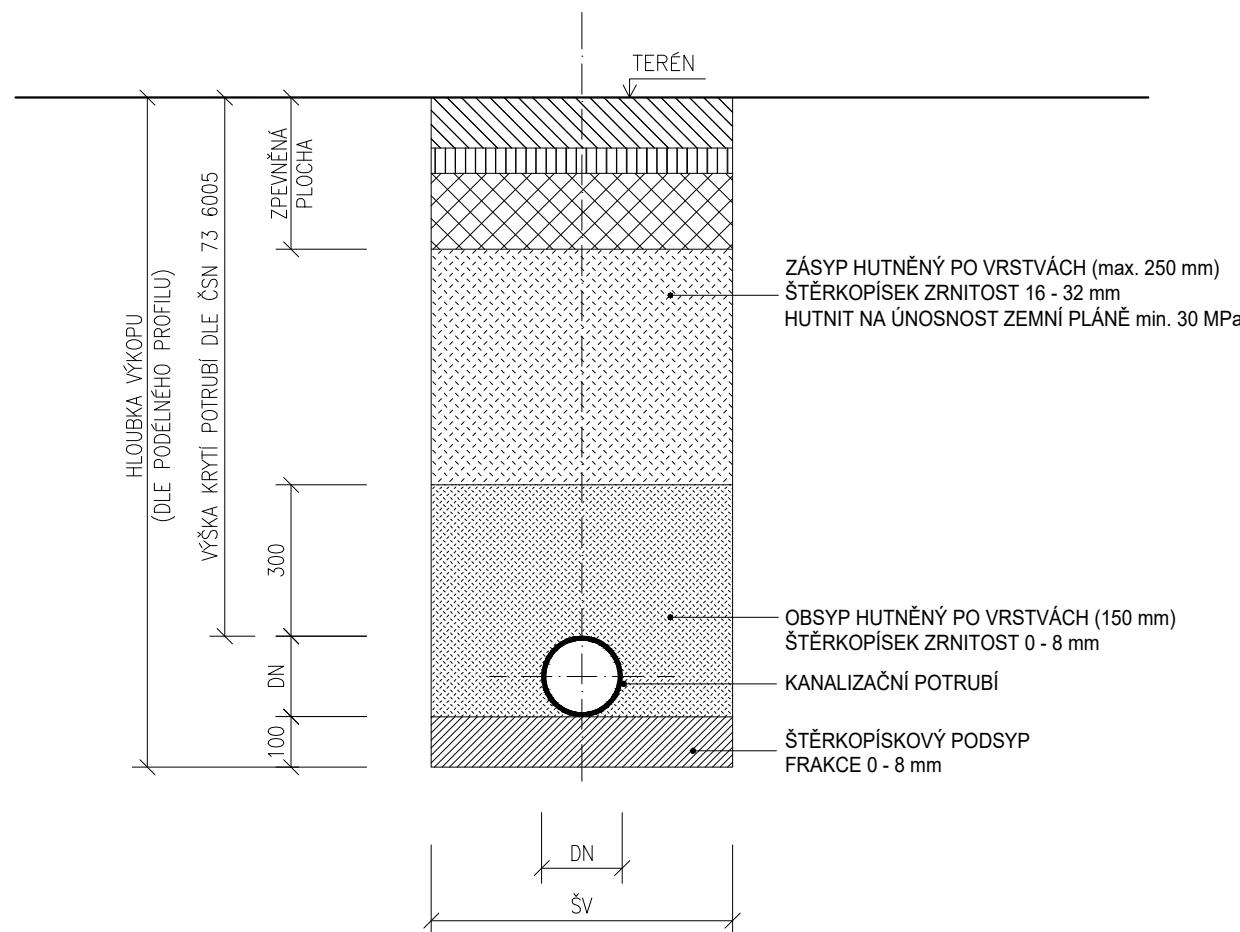 TERÉN
ZPEVNĚNÁ
PLOCHA
HLOUBKA VÝKOPU
(DLE PODÉLNÉHO PROFILU)
VÝŠKA KRYTÍ POTRUBÍ DLE ČSN 73 6005
ZÁSYP HUTNĚNÝ PO VRSTVÁCH (max. 250 mm)
ŠTĚRKOPÍSEK ZRNITOST 16 - 32 mm
HUTNIT NA ÚNOSNOST ZEMNÍ PLÁNĚ min. 30 MPa
300
OBSYP HUTNĚNÝ PO VRSTVÁCH (150 mm)
ŠTĚRKOPÍSEK ZRNITOST 0 - 8 mm
DN
KANALIZAČNÍ POTRUBÍ
100
ŠTĚRKOPÍSKOVÝ PODSYP
FRAKCE 0 - 8 mm
DN
ŠV